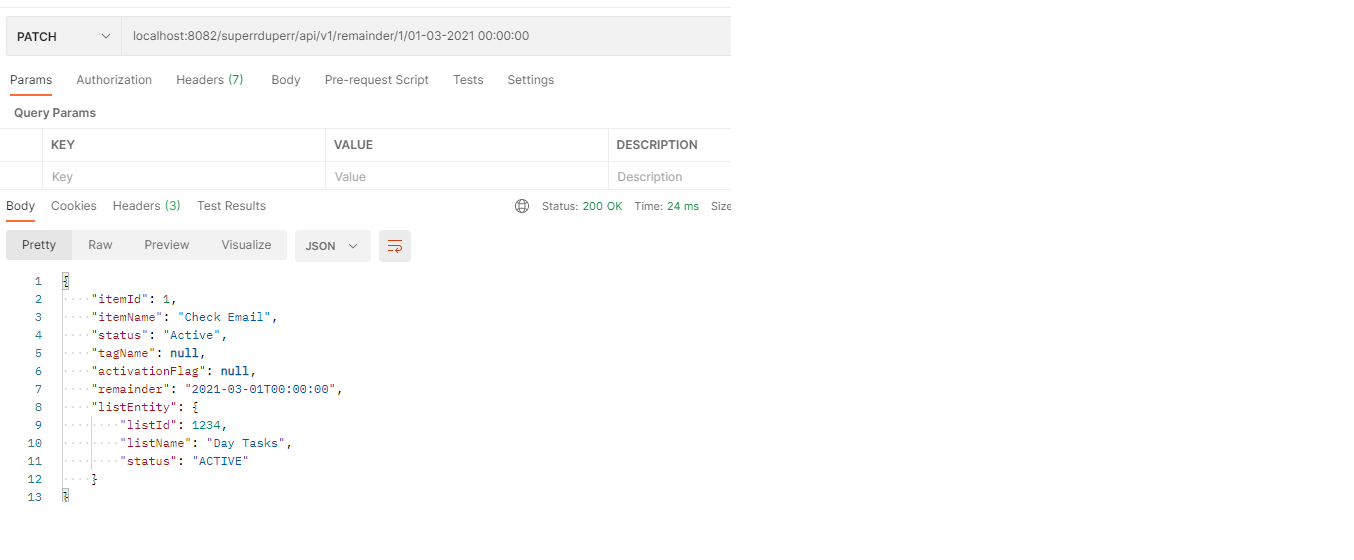 PATCH localhost:8082/superrduperr/api/v1/remainder/1/01-03-2021 00:00:00
Params Authorization Headers (7) Body Pre-request Script Tests Settings
Query Params
KEY VALUE DESCRIPTION
Key Value Description
Body Cookies Headers (3) Test Results Status: 200 OK Time: 24 ms Size
Pretty Raw Preview Visualize JSON
1 {
2 "itemId": 1,
3 "itemName": "Check Email",
4 "status": "Active",
5 "tagName": null,
6 "activationFlag": null,
7 "remainder": "2021-03-01T00:00:00",
8 "listEntity": {
9 "listId": 1234,
10 "listName": "Day Tasks",
11 "status": "ACTIVE"
12 }
13 }